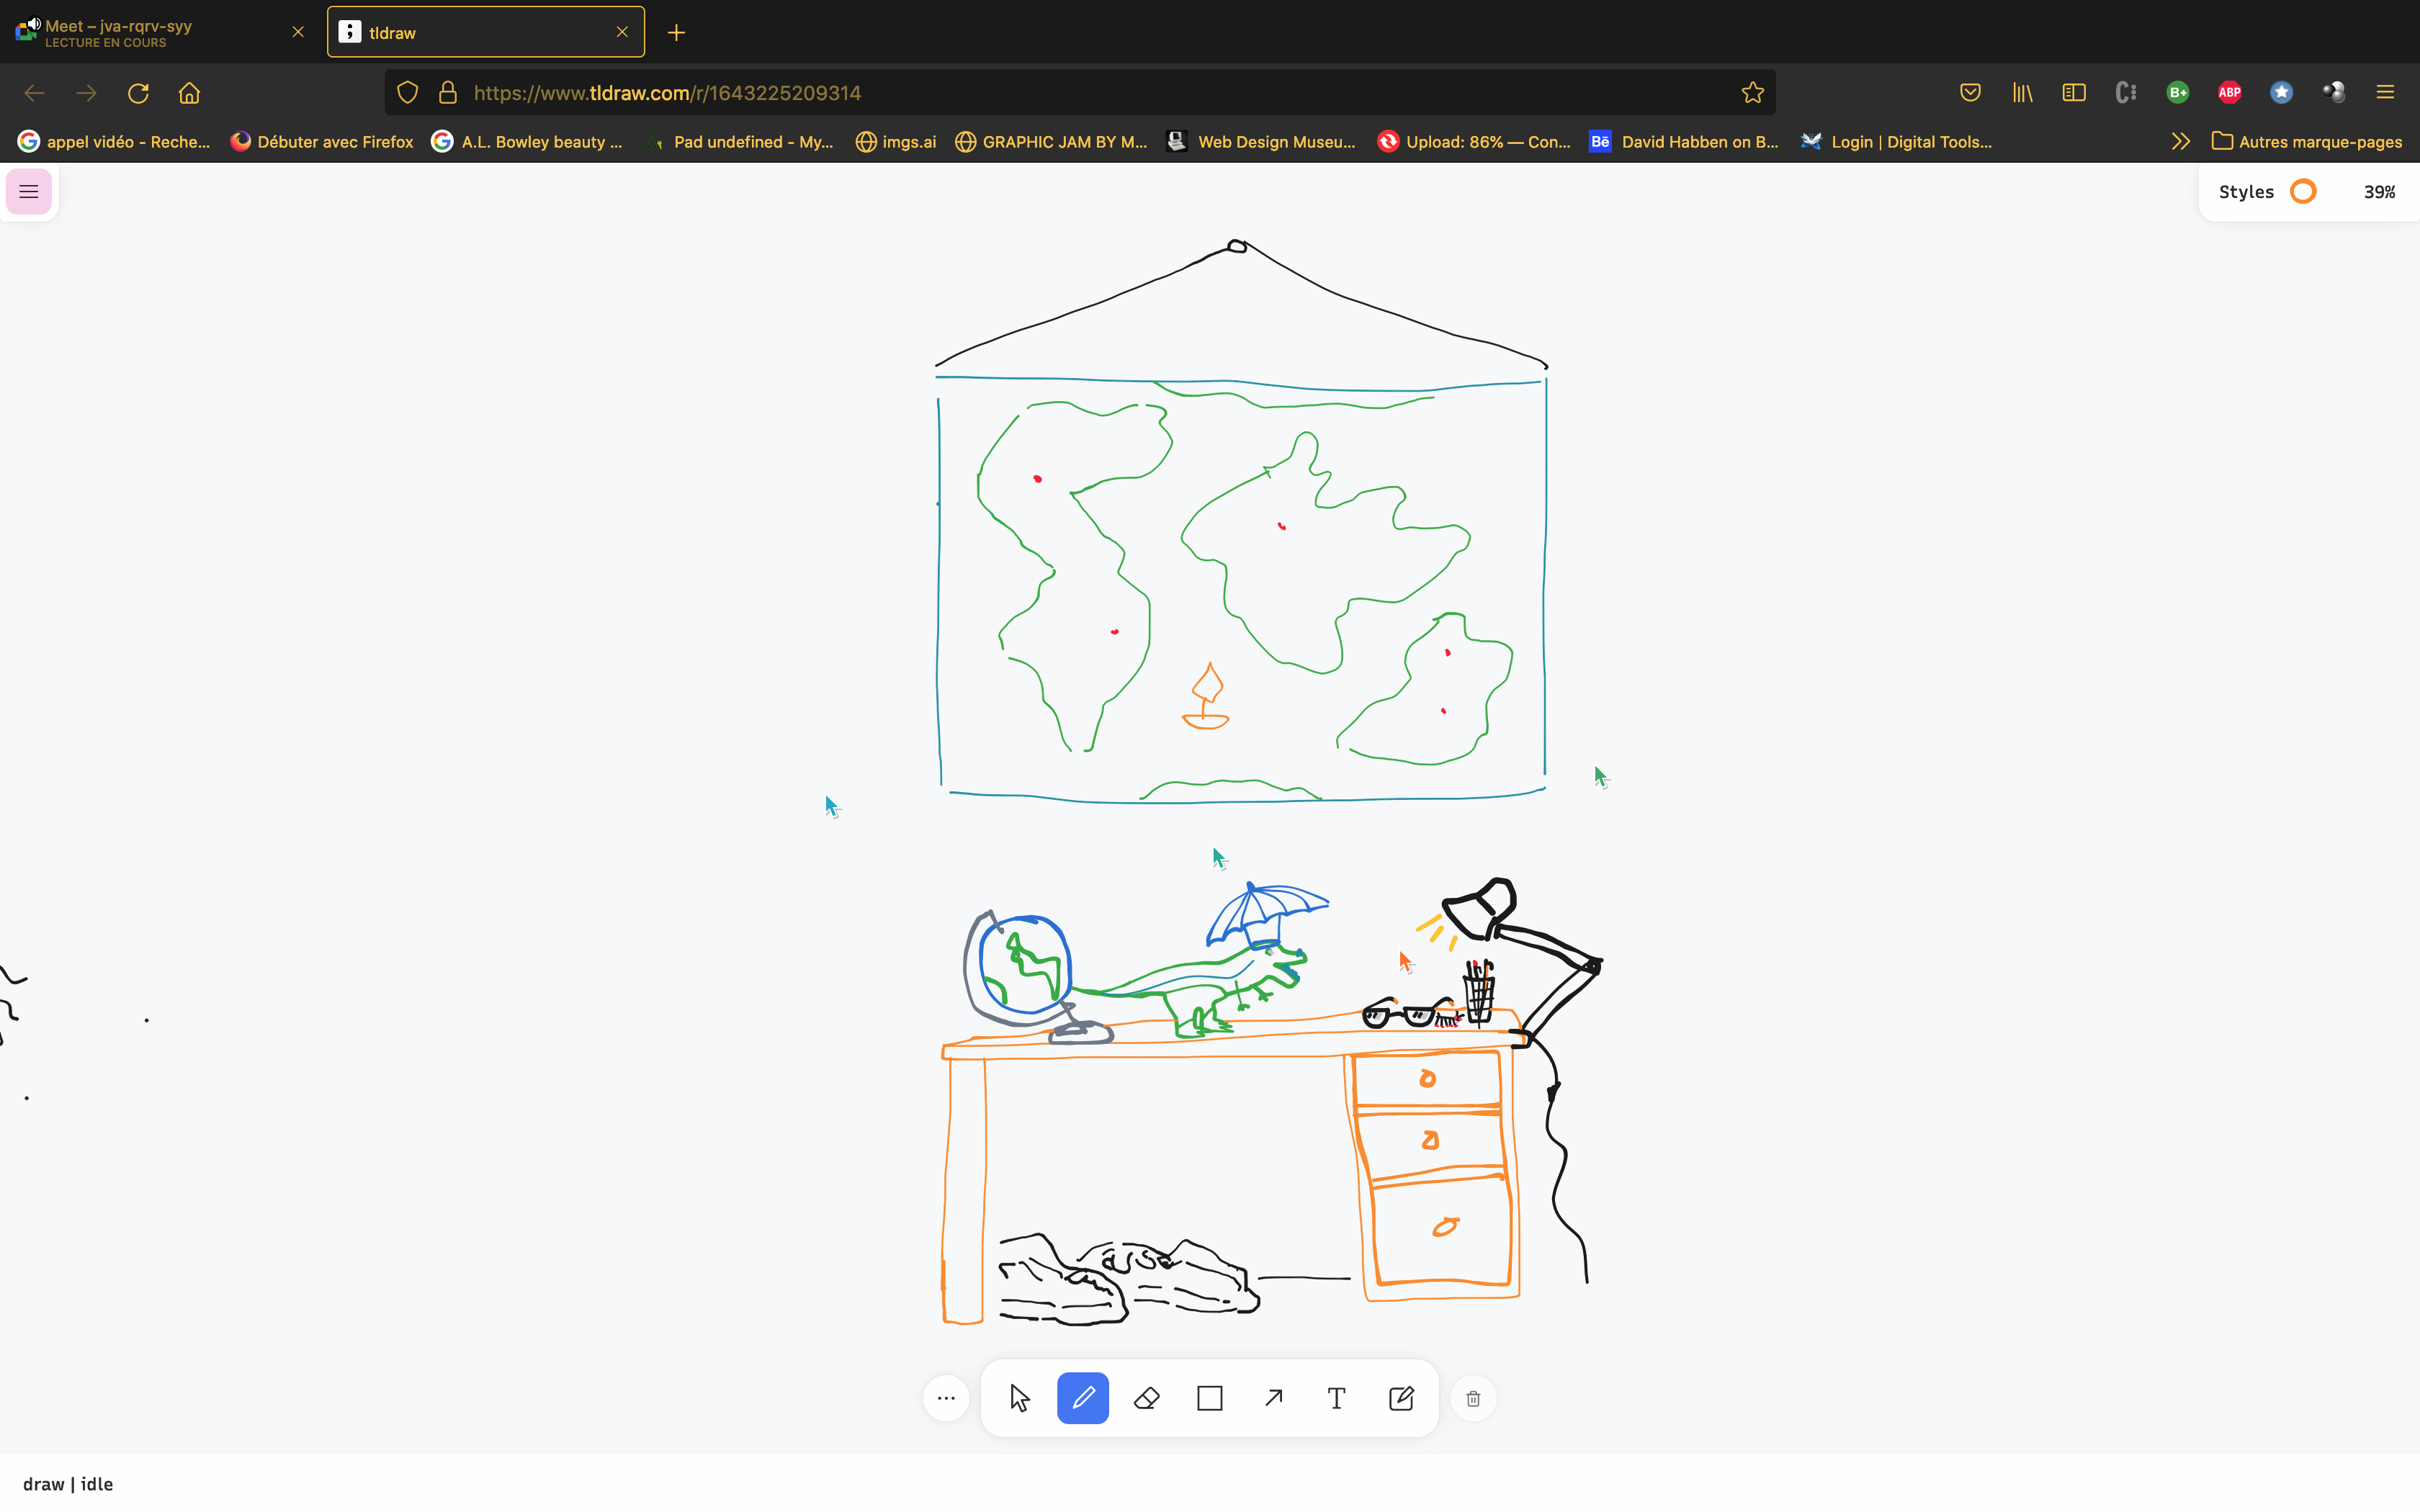 Meet – jva-rqrv-syy
LECTURE EN COURS
tldraw
https://www.tldraw.com/r/1643225209314
C:
B+
ABP
appel vidéo - Reche...
Débuter avec Firefox
A.L. Bowley beauty ...
Pad undefined - My...
imgs.ai
GRAPHIC JAM BY M...
Web Design Museu...
Upload: 86% — Con...
Bē
David Habben on B...
Login | Digital Tools...
Autres marque-pages
Styles
39%
T
draw | idle